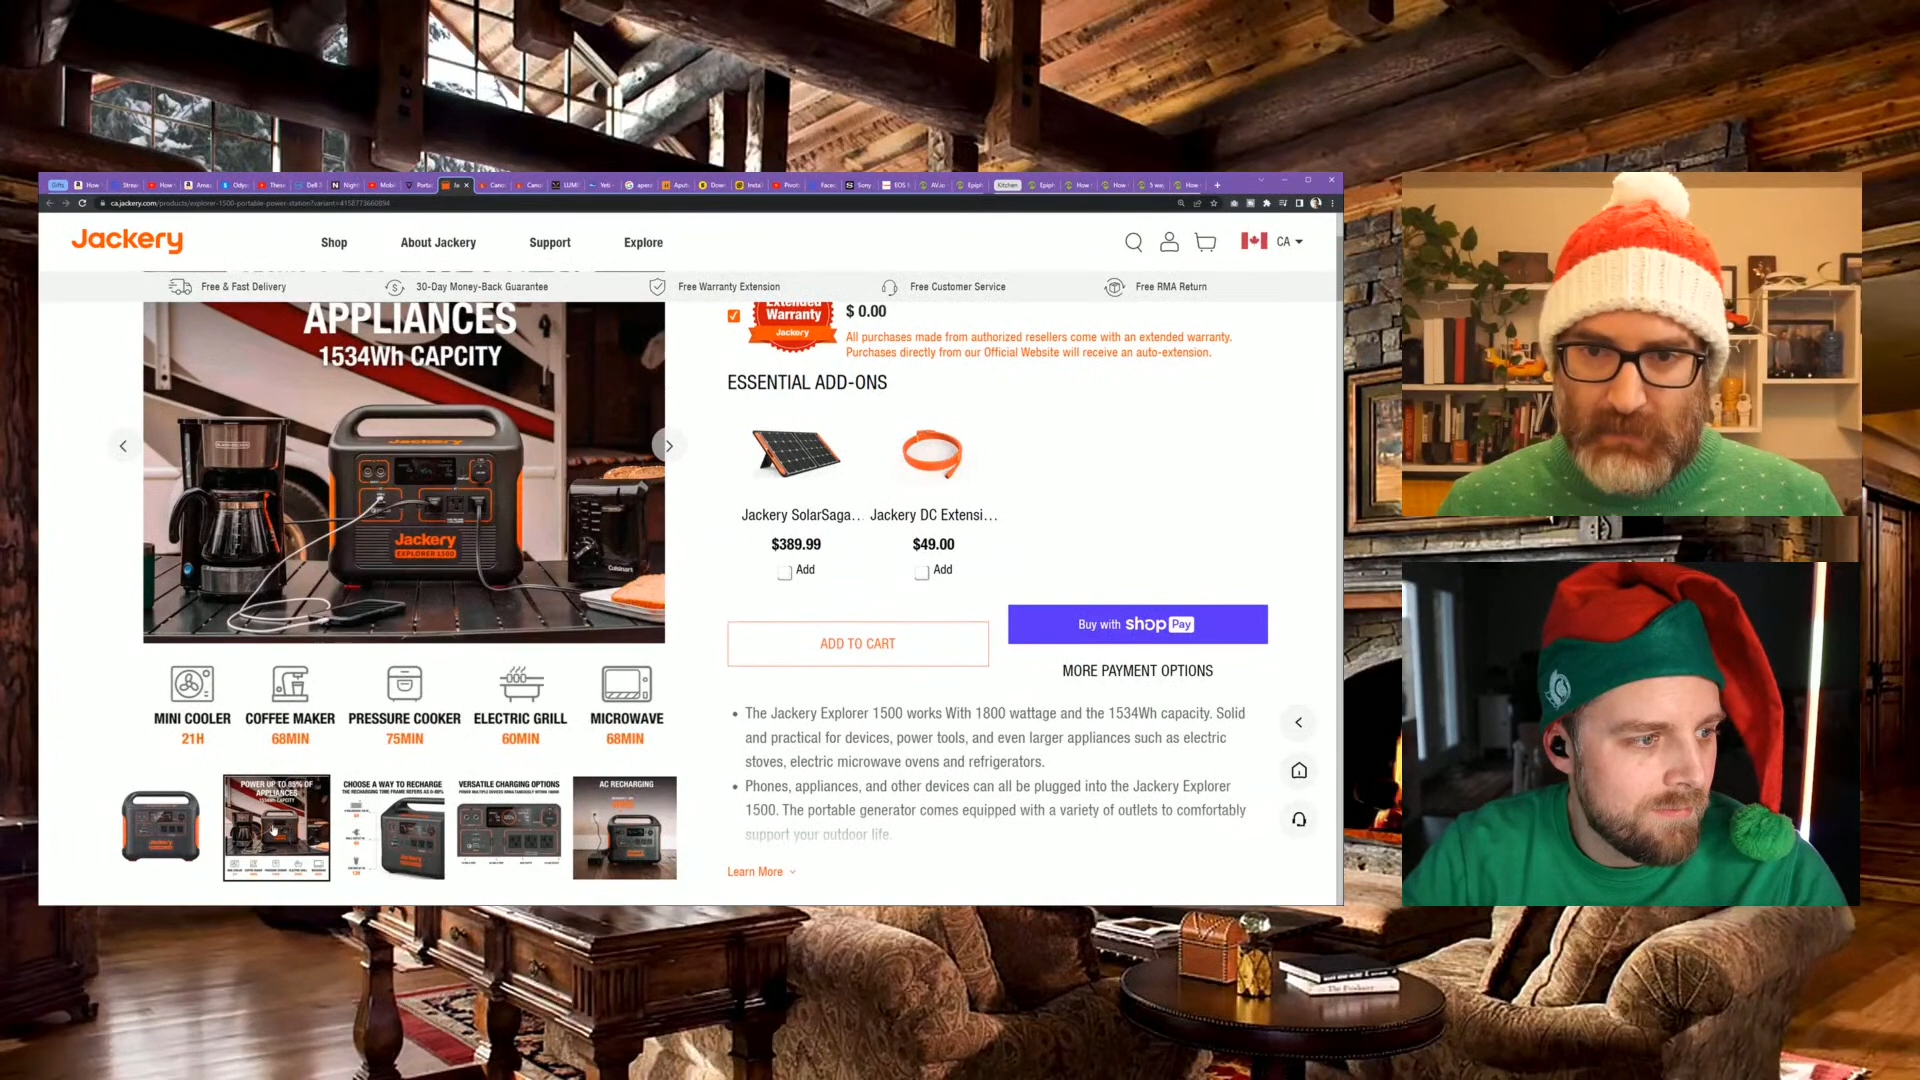 Gifts
ca.jackery.com/products/explorer-1500-portable-power-station?variant=41587736608​94
Jackery
Shop
About Jackery
Support
Explore
CA
Free & Fast Delivery
30-Day Money-Back Guarantee
Free Warranty Extension
Free Customer Service
Free RMA Return
APPLIANCES
1534Wh CAPCITY
Jackery
Jackery
EXPLORER 1500
Cuisinart
MINI COOLER
COFFEE MAKER
PRESSURE COOKER
ELECTRIC GRILL
MICROWAVE
21H
68MIN
75MIN
60MIN
68MIN
POWER UP TO 85% OF
APPLIANCES
1534Wh CAPCITY
CHOOSE A WAY TO RECHARGE
VERSATILE CHARGING OPTIONS
AC RECHARGING
Extended
Warranty
Jackery
$ 0.00
All purchases made from authorized resellers come with an extended warranty.
Purchases directly from our Official Website will receive an auto-extension.
ESSENTIAL ADD-ONS
Jackery SolarSaga...
Jackery DC Extensi...
$389.99
$49.00
Add
Add
ADD TO CART
Buy with shop Pay
MORE PAYMENT OPTIONS
• The Jackery Explorer 1500 works With 1800 wattage and the 1534Wh capacity. Solid
and practical for devices, power tools, and even larger appliances such as electric
stoves, electric microwave ovens and refrigerators.
• Phones, appliances, and other devices can all be plugged into the Jackery Explorer
1500. The portable generator comes equipped with a variety of outlets to comfortably
support your outdoor life.
Learn More